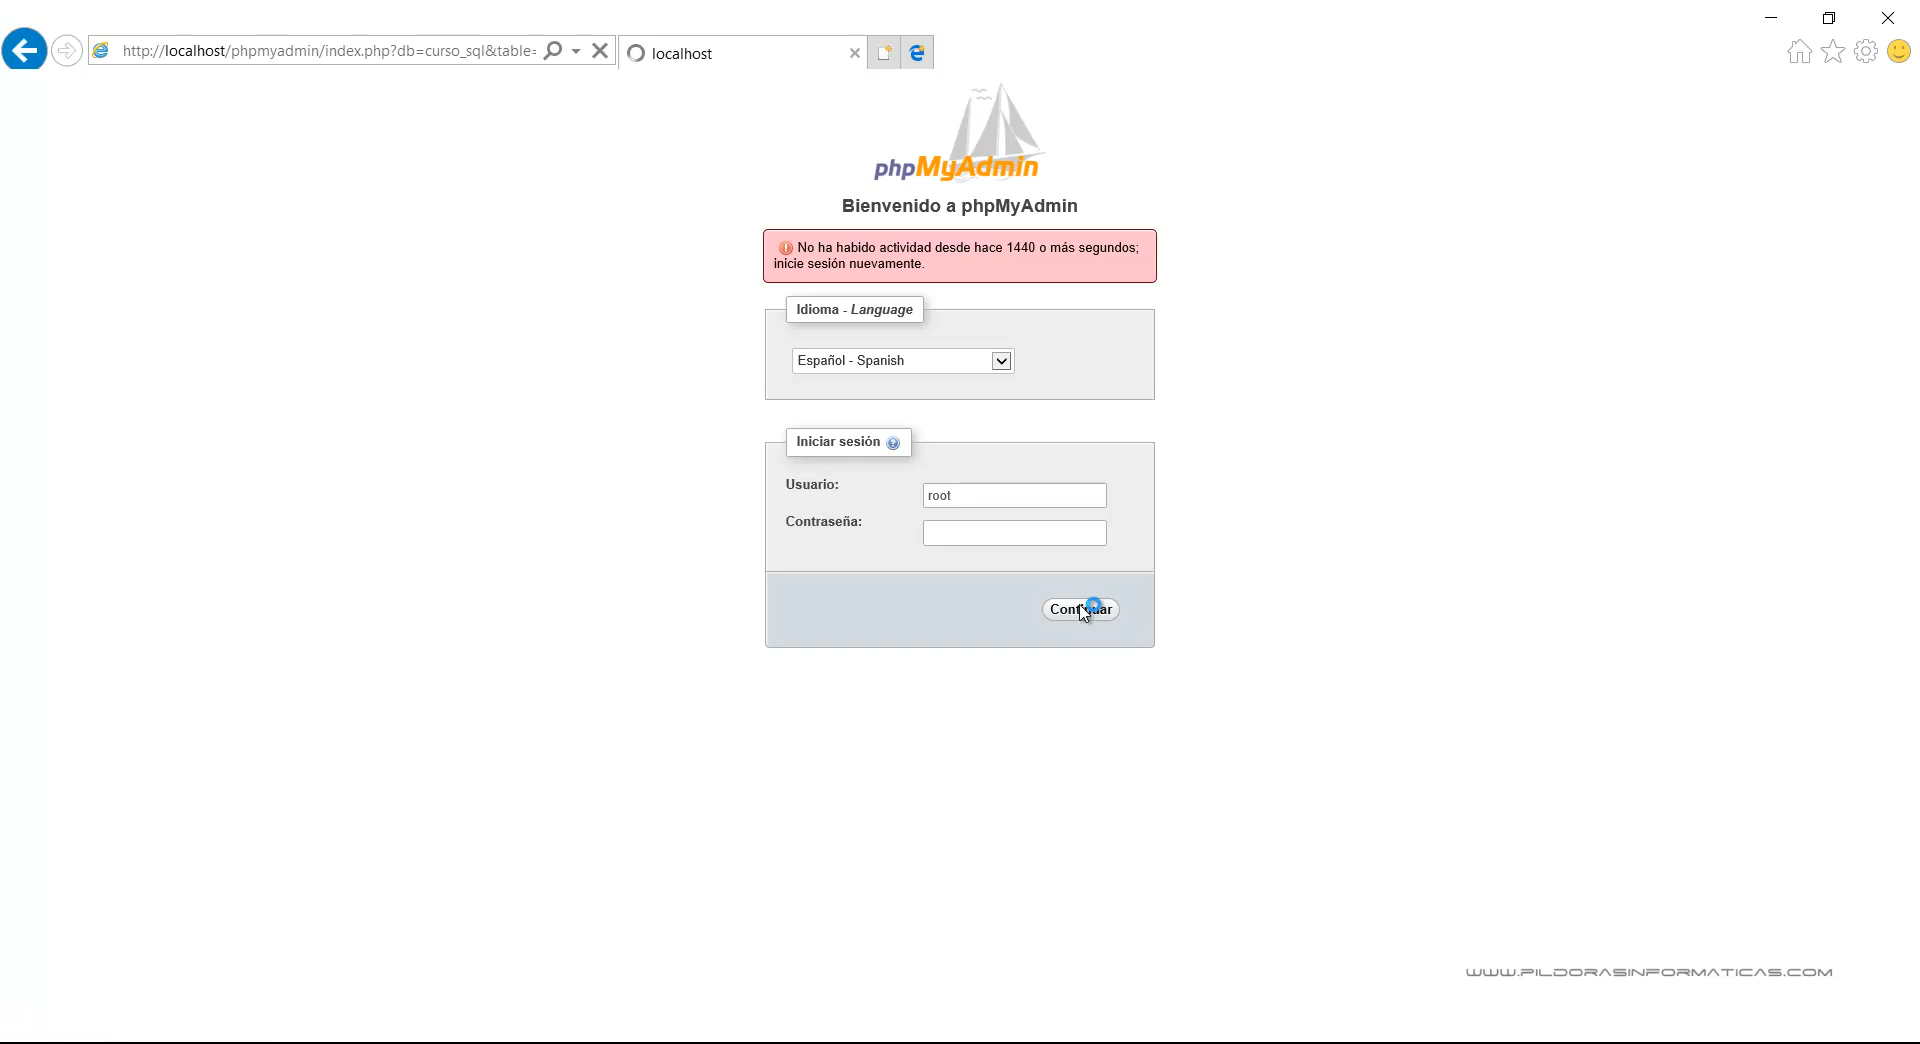 http://localhost/phpmyadmin/index.php?db=curso_sql&table=
localhost
phpMyAdmin
Bienvenido a phpMyAdmin
No ha habido actividad desde hace 1440 o más segundos;
inicie sesión nuevamente.
Idioma - Language
Español - Spanish
Iniciar sesión
Usuario:
root
Contraseña:
Continuar
WWW.PILDORASINFORMATICAS.COM